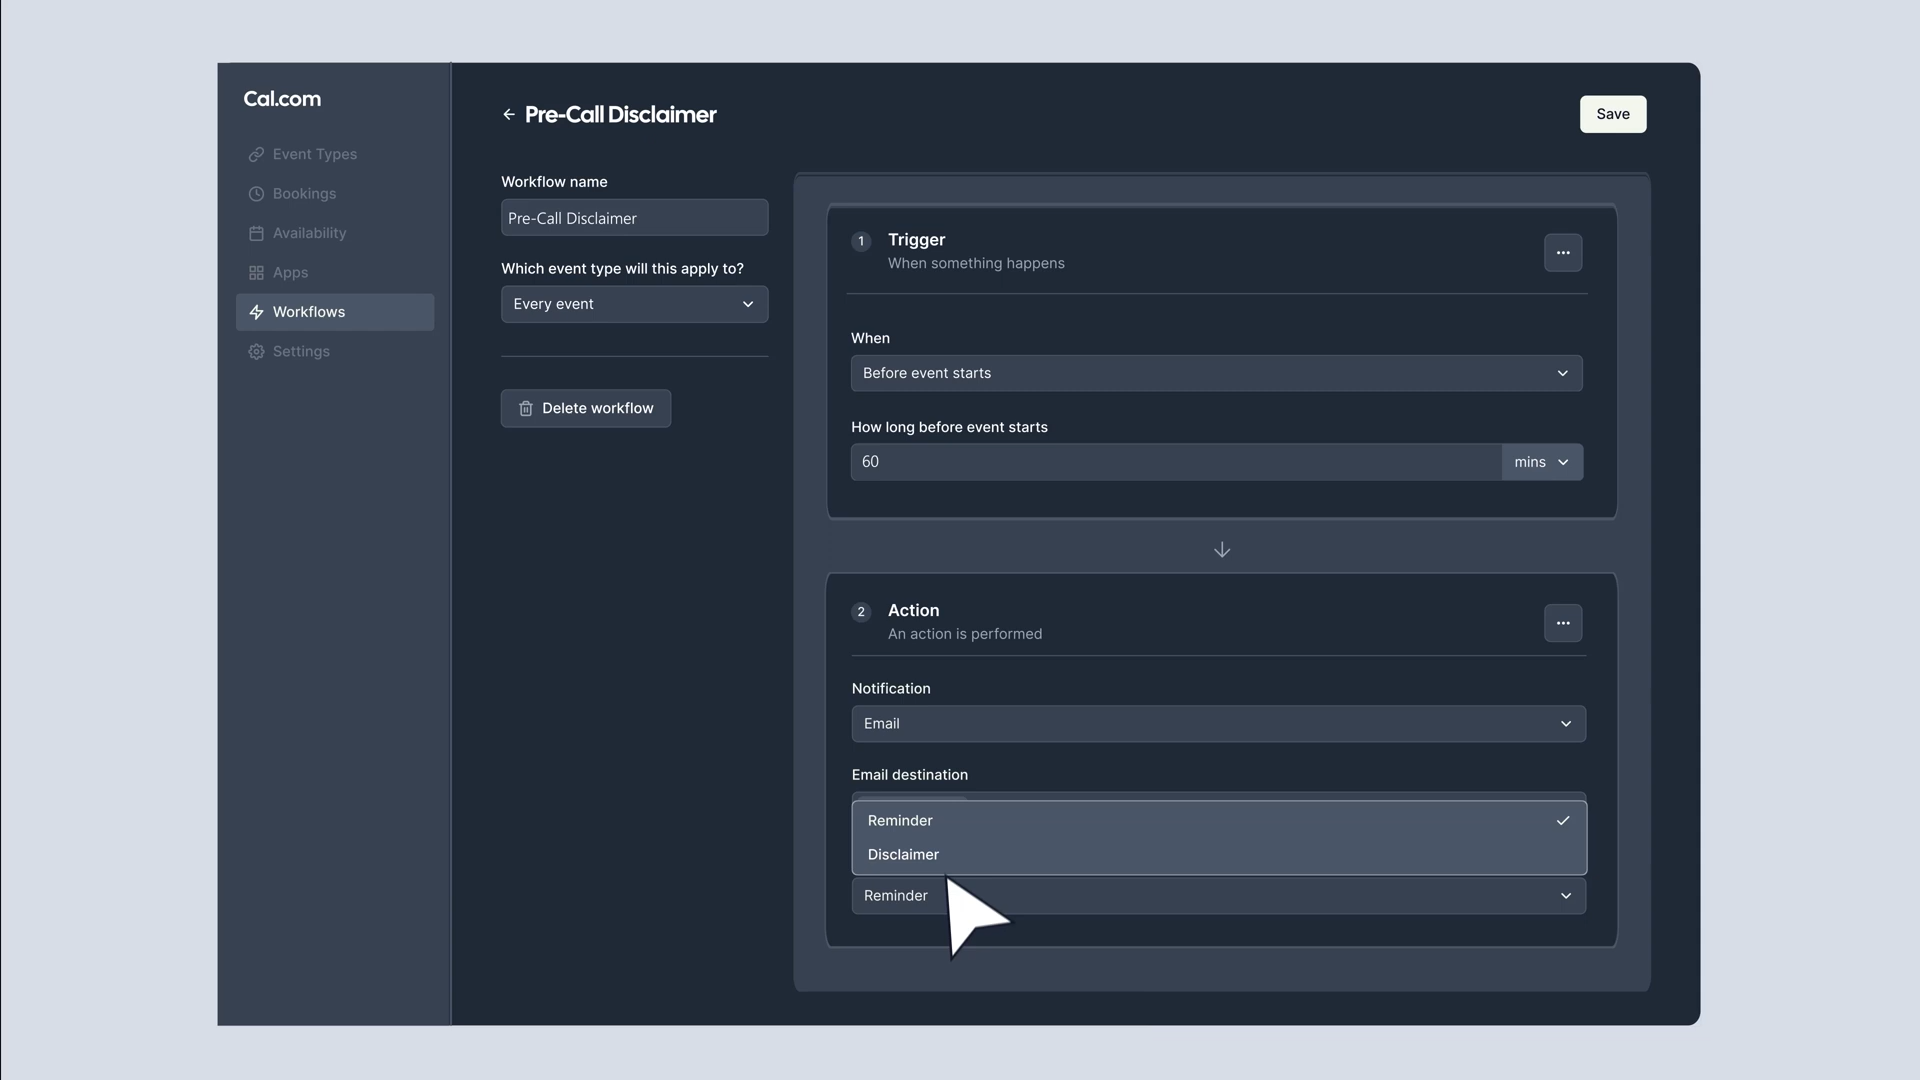 Cal.com
Event Types
Bookings
Availability
Apps
Workflows
Settings
Pre-Call Disclaimer
Save
Workflow name
Pre-Call Disclaimer
Which event type will this apply to?
Every event
Delete workflow
1
Trigger
When something happens
When
Before event starts
How long before event starts
60
mins
2
Action
An action is performed
Notification
Email
Email destination
Reminder
Disclaimer
Reminder